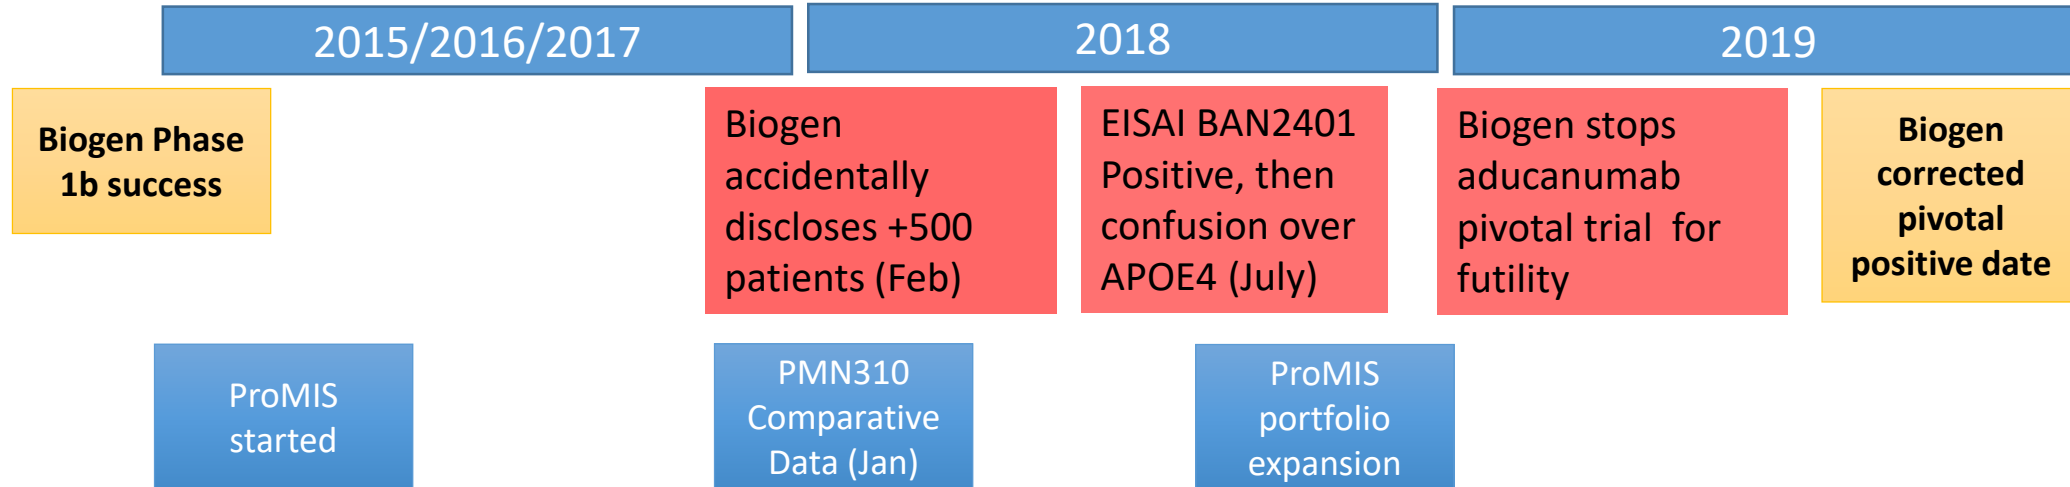 2015/2016/2017
2018
2019
Biogen Phase
1b success
Biogen
accidentally
discloses +500
patients (Feb)
EISAI BAN2401
Positive, then
confusion over
APOE4 (July)
Biogen stops
aducanumab
pivotal trial for
futility
Biogen
corrected
pivotal
positive date
ProMIS
started
PMN310
Comparative
Data (Jan)
ProMIS
portfolio
expansion